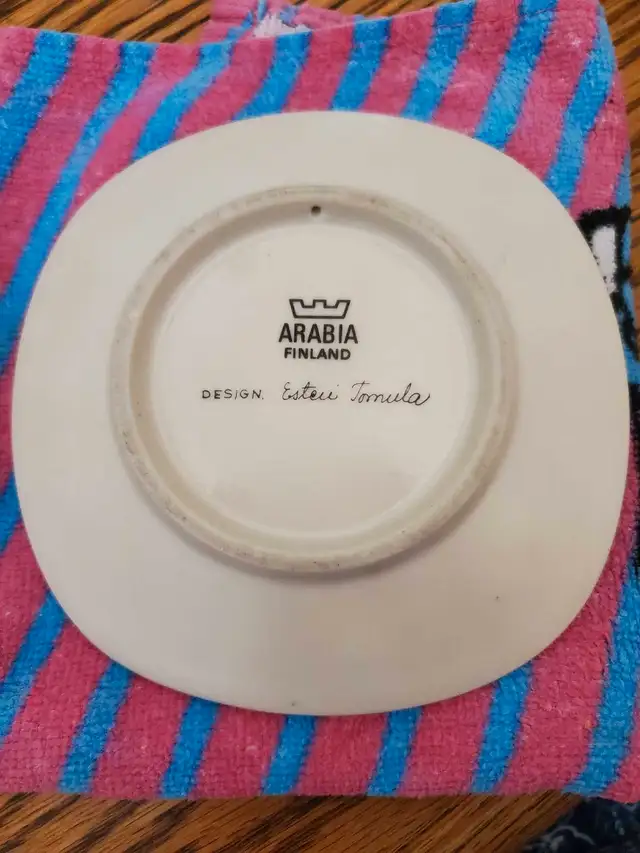 ARABIA
FINLAND
DESIGN. Esteri Tomula